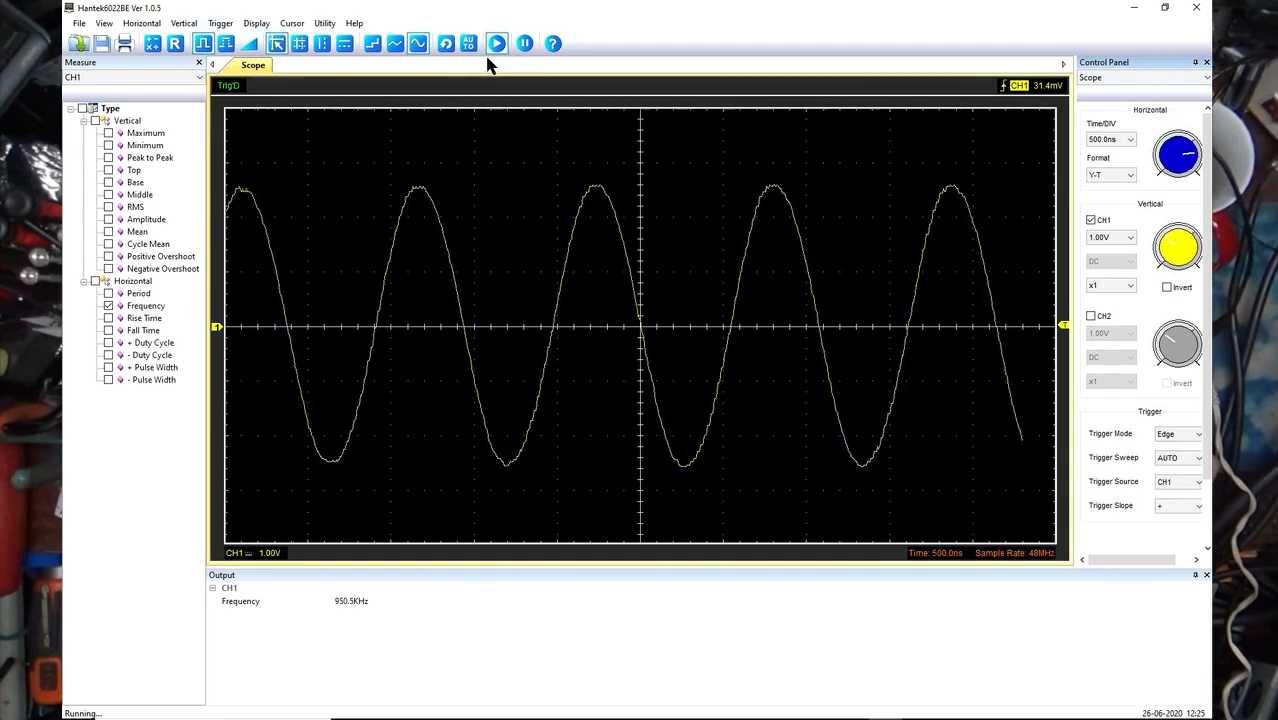 Hantek6022BE Ver 1.0.5
File View Horizontal Vertical Trigger Display Cursor Utility Help
R AUTO ?
Measure
CH1
Type
Vertical
Maximum
Minimum
Peak to Peak
Top
Base
Middle
RMS
Amplitude
Mean
Cycle Mean
Positive Overshoot
Negative Overshoot
Horizontal
Period
Frequency
Rise Time
Fall Time
+ Duty Cycle
- Duty Cycle
+ Pulse Width
- Pulse Width
Scope
Trig'D CH1 31.4mV
1 T
CH1 1.00V Time: 500.0ns Sample Rate: 48MHz
Output
CH1
Frequency 950.5KHz
Control Panel
Scope
Horizontal
Time/DIV
500.0ns
Format
Y-T
Vertical
CH1
1.00V
DC
x1 Invert
CH2
1.00V
DC
x1 Invert
Trigger
Trigger Mode Edge
Trigger Sweep AUTO
Trigger Source CH1
Trigger Slope +
Running... 26-06-2020 12:25